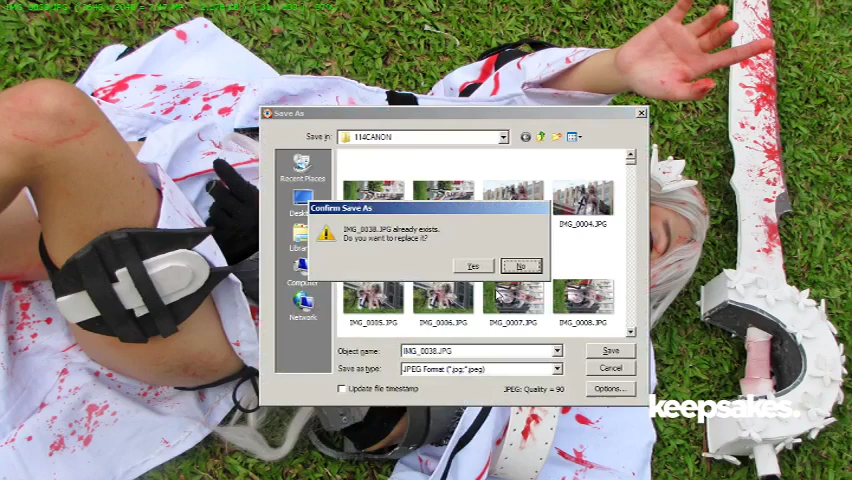 Save As
Save in:
114CANON
Recent Places
Confirm Save As
IMG_0038.JPG already exists.
Do you want to replace it?
IMG_0004.JPG
Yes
No
Computer
Network
IMG_0005.JPG
IMG_0006.JPG
IMG_0007.JPG
IMG_0008.JPG
Object name:
IMG_0038.JPG
Save
Save as type:
JPEG Format (*.jpg;*.jpeg)
Cancel
Update file timestamp
JPEG: Quality = 90
Options...
keepsakes.